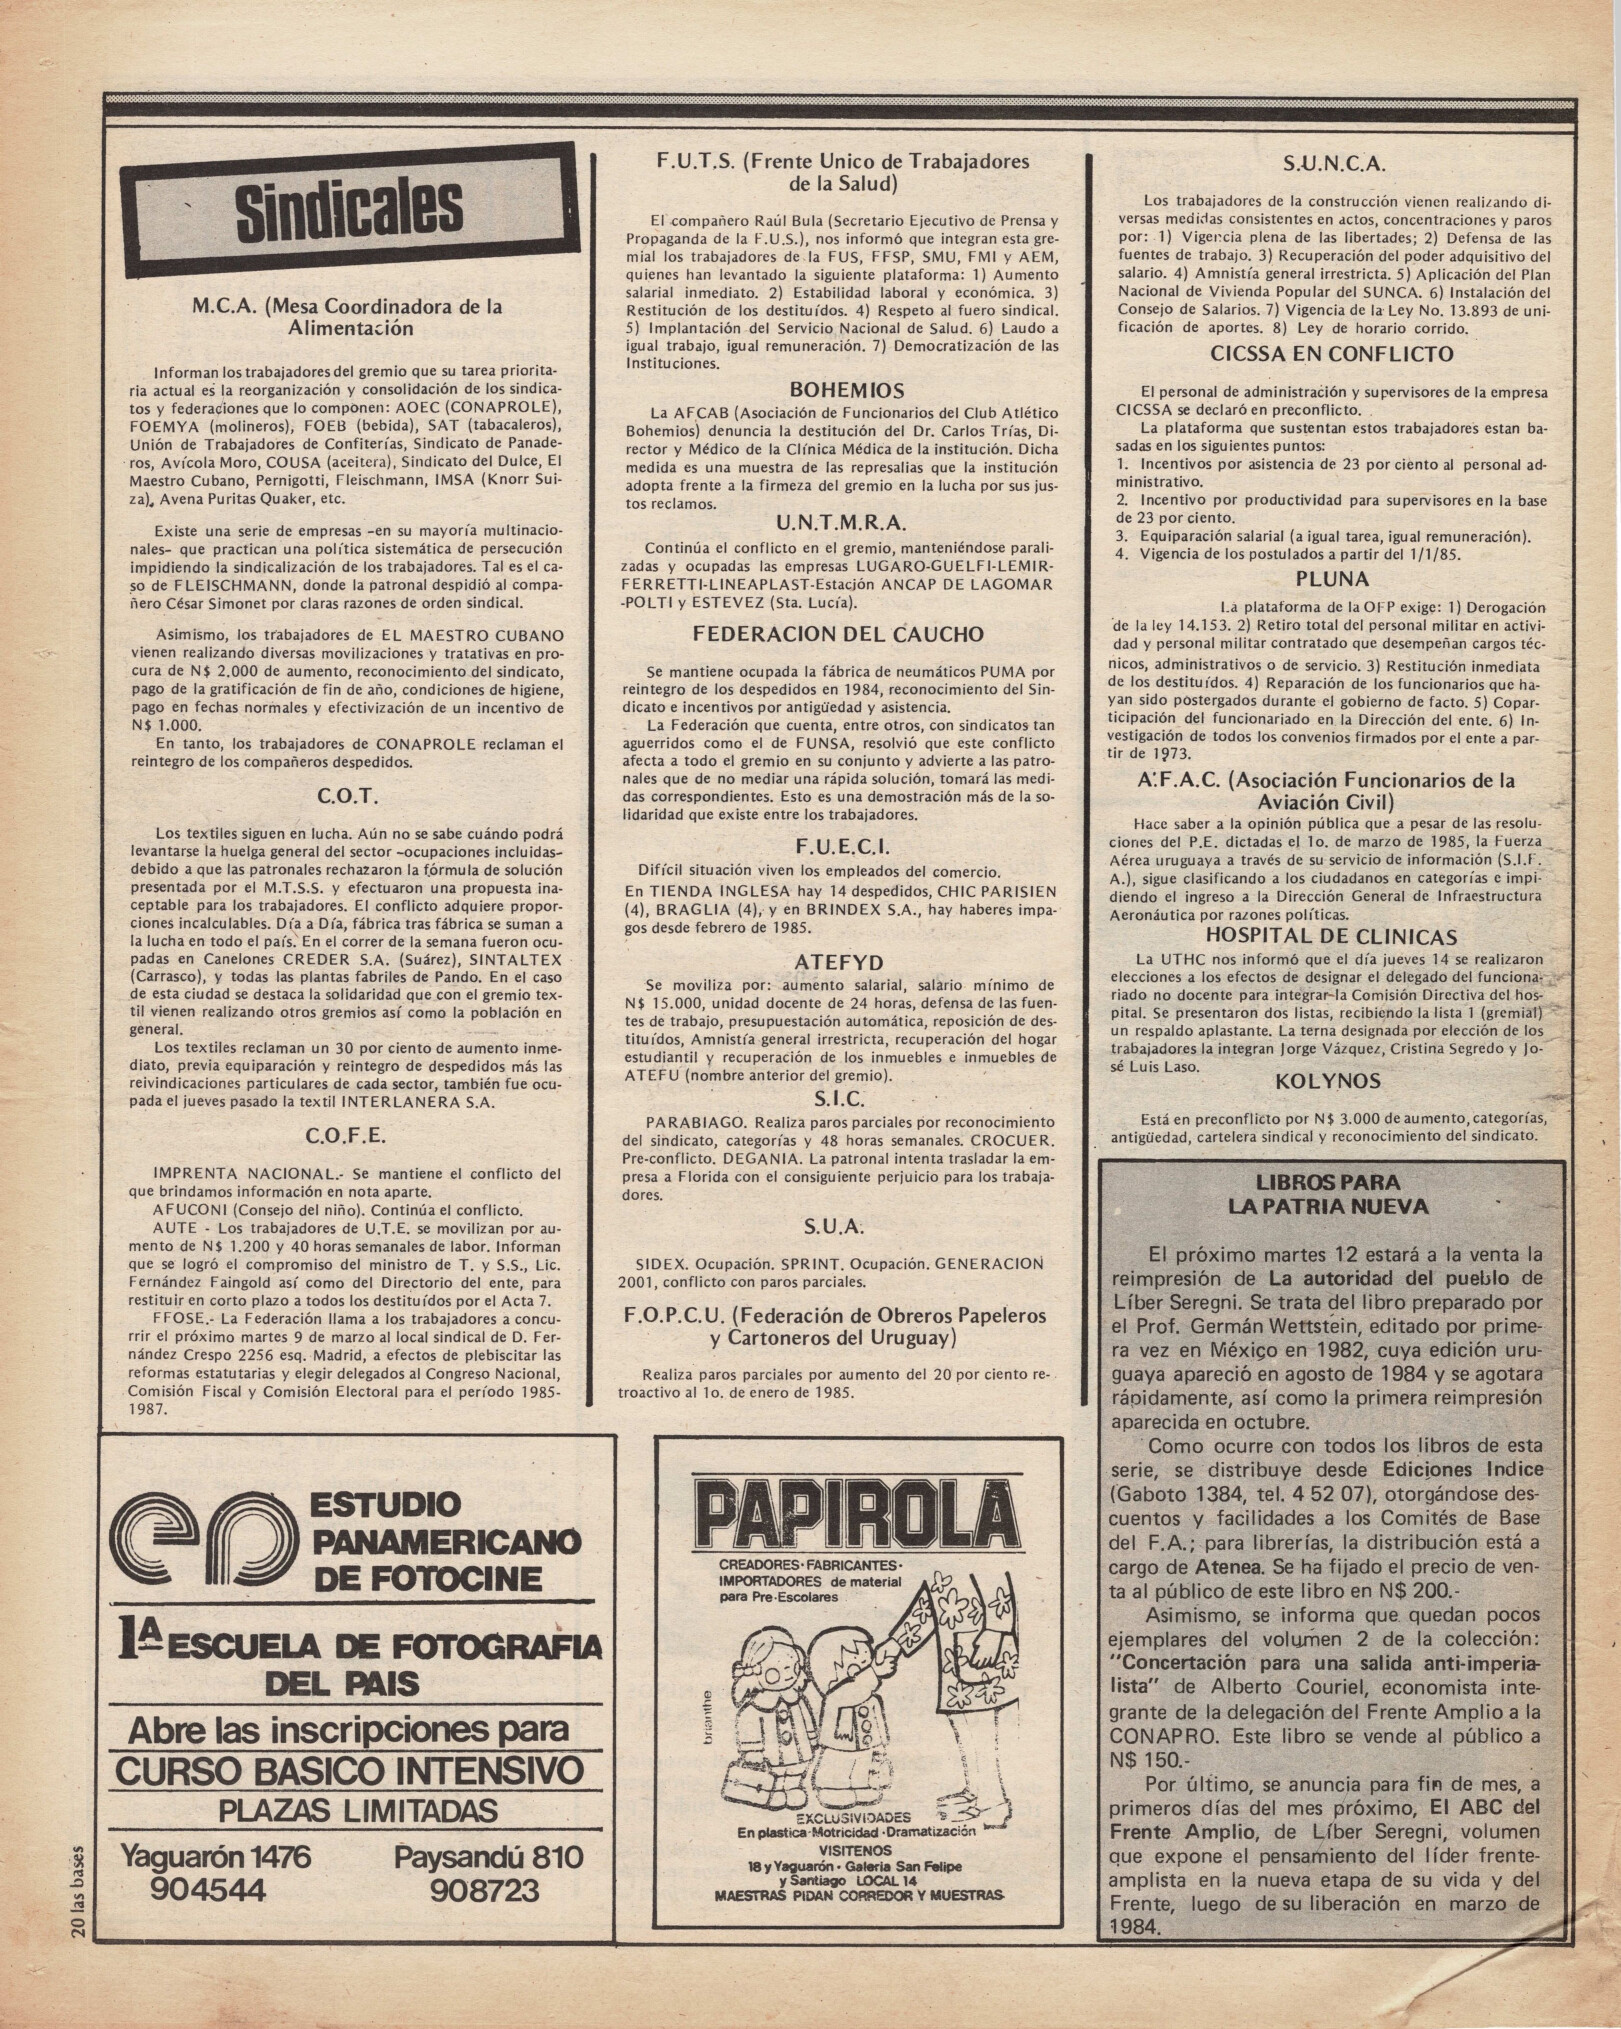 Sindicales
M.C.A. (Mesa Coordinadora de la
Alimentación
Informan los trabajadores del gremio que su tarea priorita-
ria actual es la reorganización y consolidación de los sindica-
tos y federaciones que lo componen: AOEC (CONAPROLE),
FOEMYA (molineros), FOEB (bebida), SAT (tabacaleros),
Unión de Trabajadores de Confiterías, Sindicato de Panade-
ros, Avícola Moro, COUSA (aceitera), Sindicato del Dulce, El
Maestro Cubano, Pernigotti, Fleischmann, IMSA (Knorr Sui-
za), Avena Puritas Quaker, etc.
Existe una serie de empresas -en su mayoría multinacio-
nales- que practican una política sistemática de persecución
impidiendo la sindicalización de los trabajadores. Tal es el ca-
so de FLEISCHMANN, donde la patronal despidió al compa-
ñero César Simonet por claras razones de orden sindical.
Asimismo, los trabajadores de EL MAESTRO CUBANO
vienen realizando diversas movilizaciones y tratativas en pro-
cura de N$ 2.000 de aumento, reconocimiento del sindicato,
pago de la gratificación de fin de año, condiciones de higiene,
pago en fechas normales y efectivización de un incentivo de
N$ 1.000.
En tanto, los trabajadores de CONAPROLE reclaman el
reintegro de los compañeros despedidos.
C.O.T.
Los textiles siguen en lucha. Aún no se sabe cuándo podrá
levantarse la huelga general del sector -ocupaciones incluidas-
debido a que las patronales rechazaron la fórmula de solución
presentada por el M.T.S.S. y efectuaron una propuesta ina-
ceptable para los trabajadores. El conflicto adquiere propor-
ciones incalculables. Día a Día, fábrica tras fábrica se suman a
la lucha en todo el país. En el correr de la semana fueron ocu-
padas en Canelones CREDER S.A. (Suárez), SINTALTEX
(Carrasco), y todas las plantas fabriles de Pando. En el caso
de esta ciudad se destaca la solidaridad que con el gremio tex-
til vienen realizando otros gremios así como la población en
general.
Los textiles reclaman un 30 por ciento de aumento inme-
diato, previa equiparación y reintegro de despedidos más las
reivindicaciones particulares de cada sector, también fue ocu-
pada el jueves pasado la textil INTERLANERA S.A.
C.O.F.E.
IMPRENTA NACIONAL.- Se mantiene el conflicto del
que brindamos información en nota aparte.
AFUCONI (Consejo del niño). Continúa el conflicto.
AUTE - Los trabajadores de U.T.E. se movilizan por au-
mento de N$ 1.200 y 40 horas semanales de labor. Informan
que se logró el compromiso del ministro de T. y S.S., Lic.
Fernández Faingold así como del Directorio del ente, para
restituir en corto plazo a todos los destituídos por el Acta 7.
FFOSE.- La Federación llama a los trabajadores a concu-
rrir el próximo martes 9 de marzo al local sindical de D. Fer-
nández Crespo 2256 esq. Madrid, a efectos de plebiscitar las
reformas estatutarias y elegir delegados al Congreso Nacional,
Comisión Fiscal y Comisión Electoral para el período 1985-
1987.
F.U.T.S. (Frente Unico de Trabajadores
de la Salud)
El compañero Raúl Bula (Secretario Ejecutivo de Prensa y
Propaganda de la F.U.S.), nos informó que integran esta gre-
mial los trabajadores de la FUS, FFSP, SMU, FMI y AEM,
quienes han levantado la siguiente plataforma: 1) Aumento
salarial inmediato. 2) Estabilidad laboral y económica. 3)
Restitución de los destituídos. 4) Respeto al fuero sindical.
5) Implantación del Servicio Nacional de Salud. 6) Laudo a
igual trabajo, igual remuneración. 7) Democratización de las
Instituciones.
BOHEMIOS
La AFCAB (Asociación de Funcionarios del Club Atlético
Bohemios) denuncia la destitución del Dr. Carlos Trías, Di-
rector y Médico de la Clínica Médica de la institución. Dicha
medida es una muestra de las represalias que la institución
adopta frente a la firmeza del gremio en la lucha por sus jus-
tos reclamos.
U.N.T.M.R.A.
Continúa el conflicto en el gremio, manteniéndose parali-
zadas y ocupadas las empresas LUGARO-GUELFI-LEMIR-
FERRETTI-LINEAPLAST-Estación ANCAP DE LAGOMAR
-POLTI y ESTEVEZ (Sta. Lucía).
FEDERACION DEL CAUCHO
Se mantiene ocupada la fábrica de neumáticos PUMA por
reintegro de los despedidos en 1984, reconocimiento del Sin-
dicato e incentivos por antigüedad y asistencia.
La Federación que cuenta, entre otros, con sindicatos tan
aguerridos como el de FUNSA, resolvió que este conflicto
afecta a todo el gremio en su conjunto y advierte a las patro-
nales que de no mediar una rápida solución, tomará las medi-
das correspondientes. Esto es una demostración más de la so-
lidaridad que existe entre los trabajadores.
F.U.E.C.I.
Difícil situación viven los empleados del comercio.
En TIENDA INGLESA hay 14 despedidos, CHIC PARISIEN
(4), BRAGLIA (4), y en BRINDEX S.A., hay haberes impa-
gos desde febrero de 1985.
ATEFYD
Se moviliza por: aumento salarial, salario mínimo de
N$ 15.000, unidad docente de 24 horas, defensa de las fuen-
tes de trabajo, presupuestación automática, reposición de des-
tituídos, Amnistía general irrestricta, recuperación del hogar
estudiantil y recuperación de los inmuebles e inmuebles de
ATEFU (nombre anterior del gremio).
S.I.C.
PARABIAGO. Realiza paros parciales por reconocimiento
del sindicato, categorías y 48 horas semanales. CROCUER.
Pre-conflicto. DEGANIA. La patronal intenta trasladar la em-
presa a Florida con el consiguiente perjuicio para los trabaja-
dores.
S.U.A.
SIDEX. Ocupación. SPRINT. Ocupación. GENERACION
2001, conflicto con paros parciales.
F.O.P.C.U. (Federación de Obreros Papeleros
y Cartoneros del Uruguay)
Realiza paros parciales por aumento del 20 por ciento re-
troactivo al 1o. de enero de 1985.
S.U.N.C.A.
Los trabajadores de la construcción vienen realizando di-
versas medidas consistentes en actos, concentraciones y paros
por: 1) Vigencia plena de las libertades; 2) Defensa de las
fuentes de trabajo. 3) Recuperación del poder adquisitivo del
salario. 4) Amnistía general irrestricta. 5) Aplicación del Plan
Nacional de Vivienda Popular del SUNCA. 6) Instalación del
Consejo de Salarios. 7) Vigencia de la Ley No. 13.893 de uni-
ficación de aportes. 8) Ley de horario corrido.
CICSSA EN CONFLICTO
El personal de administración y supervisores de la empresa
CICSSA se declaró en preconflicto.
La plataforma que sustentan estos trabajadores estan ba-
sadas en los siguientes puntos:
1. Incentivos por asistencia de 23 por ciento al personal ad-
ministrativo.
2. Incentivo por productividad para supervisores en la base
de 23 por ciento.
3. Equiparación salarial (a igual tarea, igual remuneración).
4. Vigencia de los postulados a partir del 1/1/85.
PLUNA
La plataforma de la OFP exige: 1) Derogación
de la ley 14.153. 2) Retiro total del personal militar en activi-
dad y personal militar contratado que desempeñan cargos téc-
nicos, administrativos o de servicio. 3) Restitución inmediata
de los destituídos. 4) Reparación de los funcionarios que ha-
yan sido postergados durante el gobierno de facto. 5) Copar-
ticipación del funcionariado en la Dirección del ente. 6) In-
vestigación de todos los convenios firmados por el ente a par-
tir de 1973.
A.F.A.C. (Asociación Funcionarios de la
Aviación Civil)
Hace saber a la opinión pública que a pesar de las resolu-
ciones del P.E. dictadas el 1o. de marzo de 1985, la Fuerza
Aérea uruguaya a través de su servicio de información (S.I.F.
A.), sigue clasificando a los ciudadanos en categorías e impi-
diendo el ingreso a la Dirección General de Infraestructura
Aeronáutica por razones políticas.
HOSPITAL DE CLINICAS
La UTHC nos informó que el día jueves 14 se realizaron
elecciones a los efectos de designar el delegado del funciona-
riado no docente para integrar la Comisión Directiva del hos-
pital. Se presentaron dos listas, recibiendo la lista 1 (gremial)
un respaldo aplastante. La terna designada por elección de los
trabajadores la integran Jorge Vázquez, Cristina Segredo y Jo-
sé Luis Laso.
KOLYNOS
Está en preconflicto por N$ 3.000 de aumento, categorías,
antigüedad, cartelera sindical y reconocimiento del sindicato.
LIBROS PARA
LA PATRIA NUEVA
El próximo martes 12 estará a la venta la
reimpresión de La autoridad del pueblo de
Líber Seregni. Se trata del libro preparado por
el Prof. Germán Wettstein, editado por prime-
ra vez en México en 1982, cuya edición uru-
guaya apareció en agosto de 1984 y se agotara
rápidamente, así como la primera reimpresión
aparecida en octubre.
Como ocurre con todos los libros de esta
serie, se distribuye desde Ediciones Indice
(Gaboto 1384, tel. 4 52 07), otorgándose des-
cuentos y facilidades a los Comités de Base
del F.A.; para librerías, la distribución está a
cargo de Atenea. Se ha fijado el precio de ven-
ta al público de este libro en N$ 200.-
Asimismo, se informa que quedan pocos
ejemplares del volumen 2 de la colección:
"Concertación para una salida anti-imperia-
lista" de Alberto Couriel, economista inte-
grante de la delegación del Frente Amplio a la
CONAPRO. Este libro se vende al público a
N$ 150.-
Por último, se anuncia para fin de mes, a
primeros días del mes próximo, El ABC del
Frente Amplio, de Líber Seregni, volumen
que expone el pensamiento del líder frente-
amplista en la nueva etapa de su vida y del
Frente, luego de su liberación en marzo de
1984.
ep
ESTUDIO
PANAMERICANO
DE FOTOCINE
1A ESCUELA DE FOTOGRAFIA
DEL PAIS
Abre las inscripciones para
CURSO BASICO INTENSIVO
PLAZAS LIMITADAS
Yaguarón 1476 Paysandú 810
904544 908723
PAPIROLA
CREADORES·FABRICANTES·
IMPORTADORES de material
para Pre-Escolares
brianthe
EXCLUSIVIDADES
En plastica·Motricidad·Dramatización
VISITENOS
18 y Yaguarón · Galeria San Felipe
y Santiago LOCAL 14
MAESTRAS PIDAN CORREDOR Y MUESTRAS
20 las bases